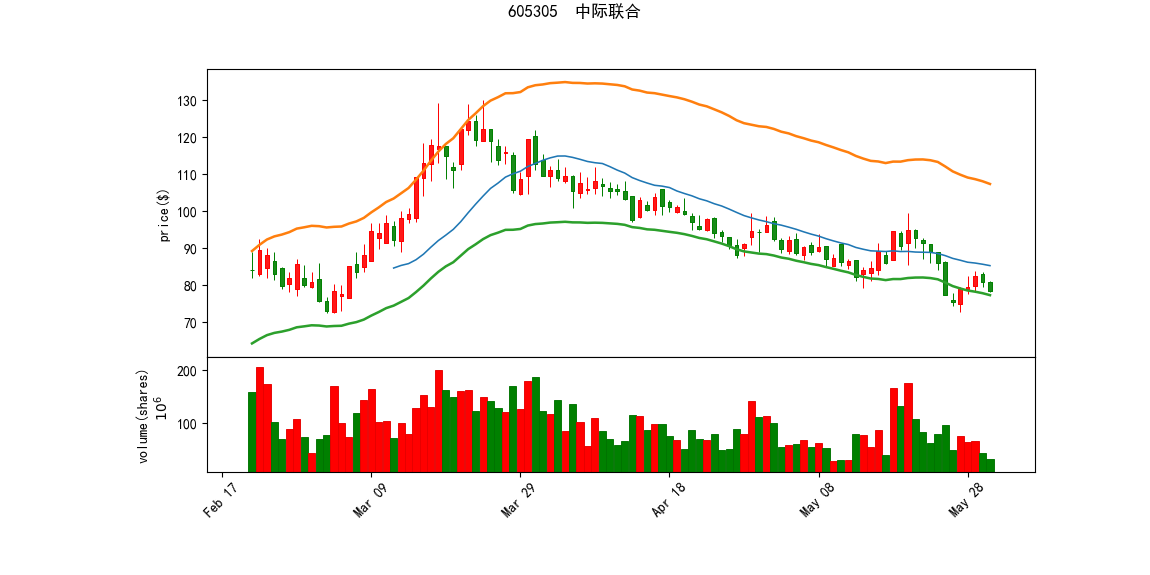 605305 中际联合
price($)
130
120
110
100
90
80
70
volume(shares)
10^6
200
100
Feb 17
Mar 09
Mar 29
Apr 18
May 08
May 28